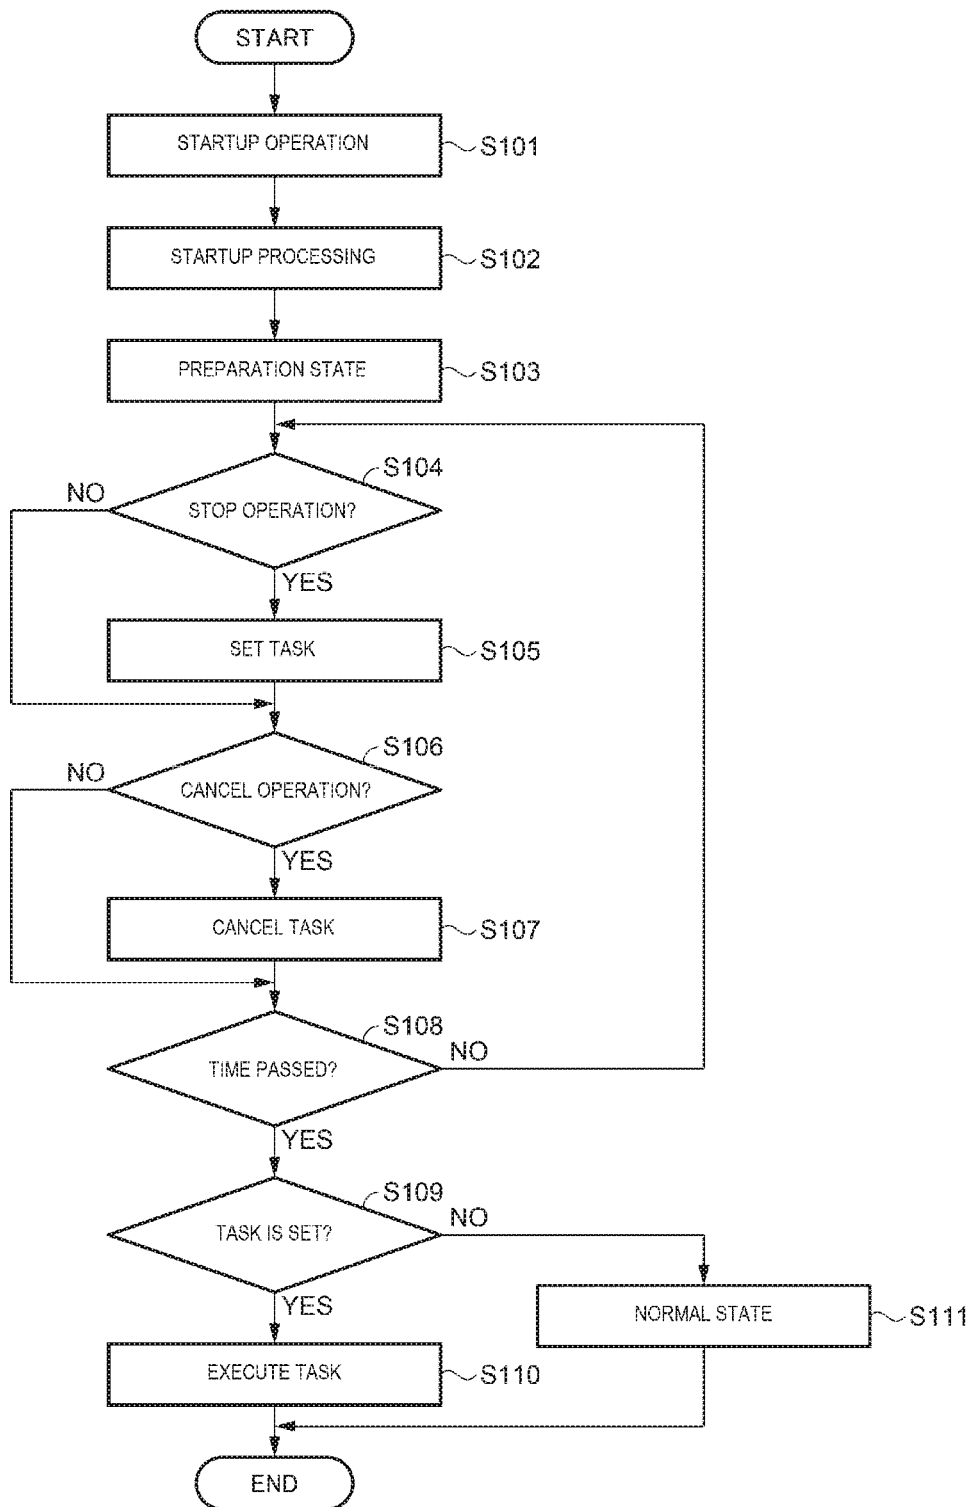 START
STARTUP OPERATION
S101
STARTUP PROCESSING
S102
PREPARATION STATE
S103
S104
NO
STOP OPERATION?
YES
SET TASK
S105
S106
NO
CANCEL OPERATION?
YES
CANCEL TASK
S107
S108
TIME PASSED?
NO
YES
S109
TASK IS SET?
NO
YES
NORMAL STATE
S111
EXECUTE TASK
S110
END